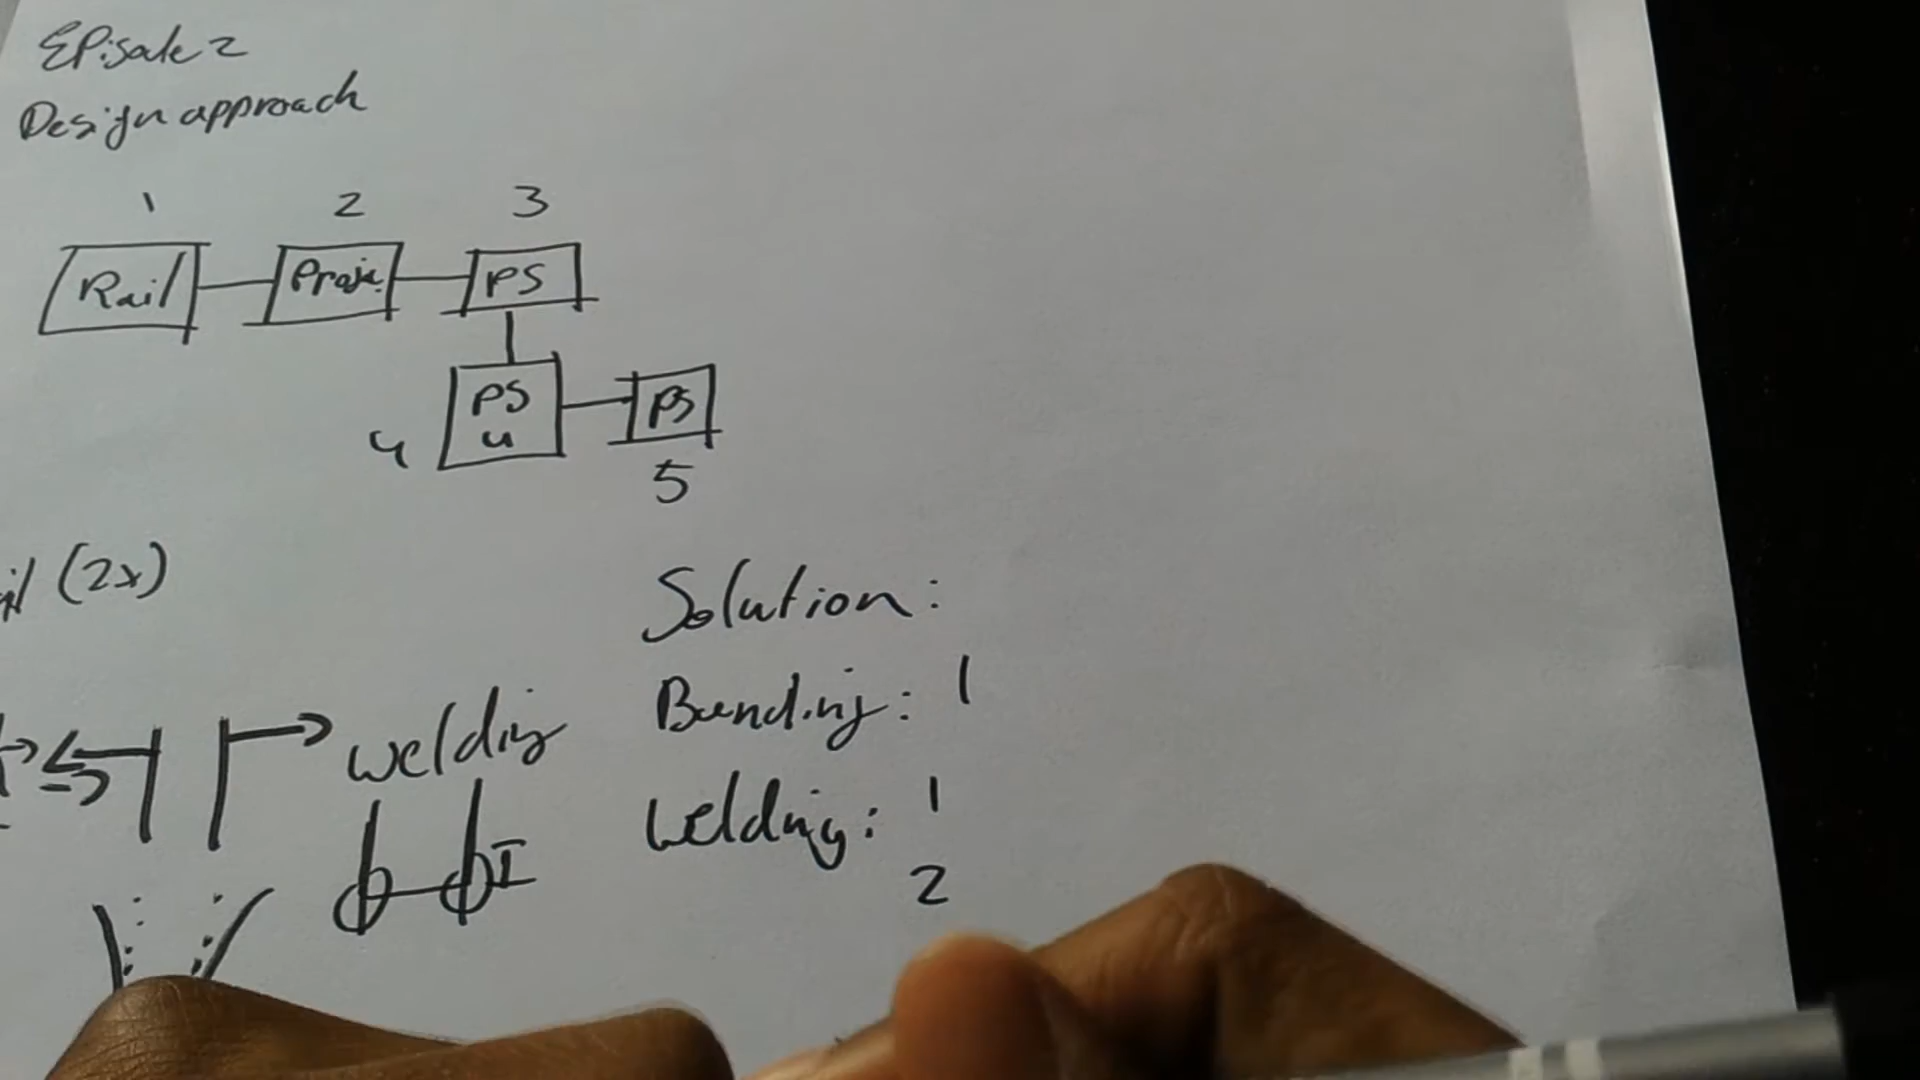 Episode 2
Design approach
1 2 3
Rail Proje. PS
PS
u PS
4
5
il (2x)
Solution:
Bending: 1
welding
Welding: 1
I
2